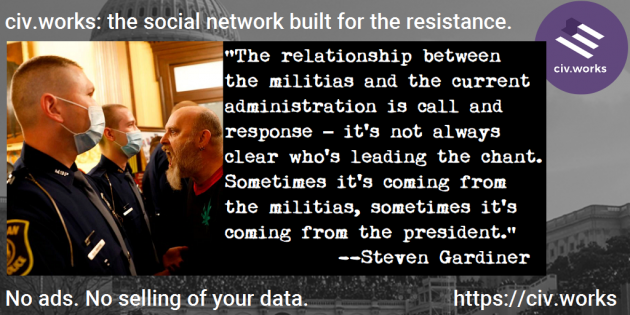 civ.works: the social network built for the resistance.
civ.works
"The relationship between
the militias and the current
administration is call and
response – it's not always
clear who's leading the chant.
Sometimes it's coming from
the militias, sometimes it's
coming from the president."
--Steven Gardiner
No ads. No selling of your data.
https://civ.works